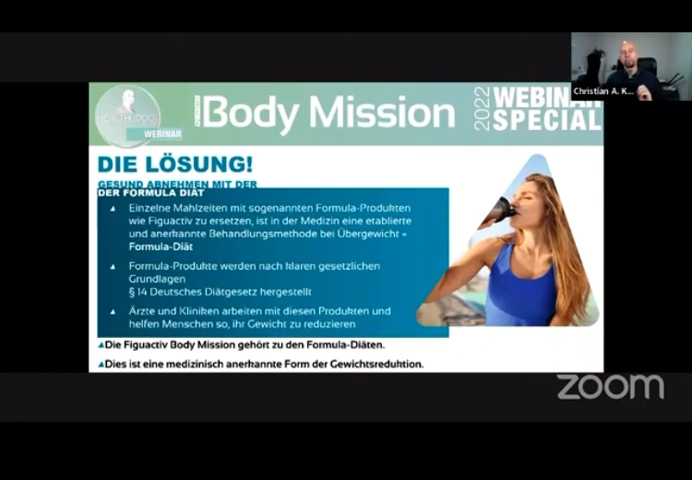 Christian A. K...
HEALTH DOC
WEBINAR
Body Mission
2022
WEBINAR
SPECIAL
DIE LÖSUNG!
GESUND ABNEHMEN MIT DER
DER FORMULA DIÄT
Einzelne Mahlzeiten mit sogenannten Formula-Produkten
wie Figuactiv zu ersetzen, ist in der Medizin eine etablierte
und anerkannte Behandlungsmethode bei Übergewicht =
Formula-Diät
Formula-Produkte werden nach klaren gesetzlichen
Grundlagen
§ 14 Deutsches Diätgesetz hergestellt
Ärzte und Kliniken arbeiten mit diesen Produkten und
helfen Menschen so, ihr Gewicht zu reduzieren
Die Figuactiv Body Mission gehört zu den Formula-Diäten.
Dies ist eine medizinisch anerkannte Form der Gewichtsreduktion.
zoom